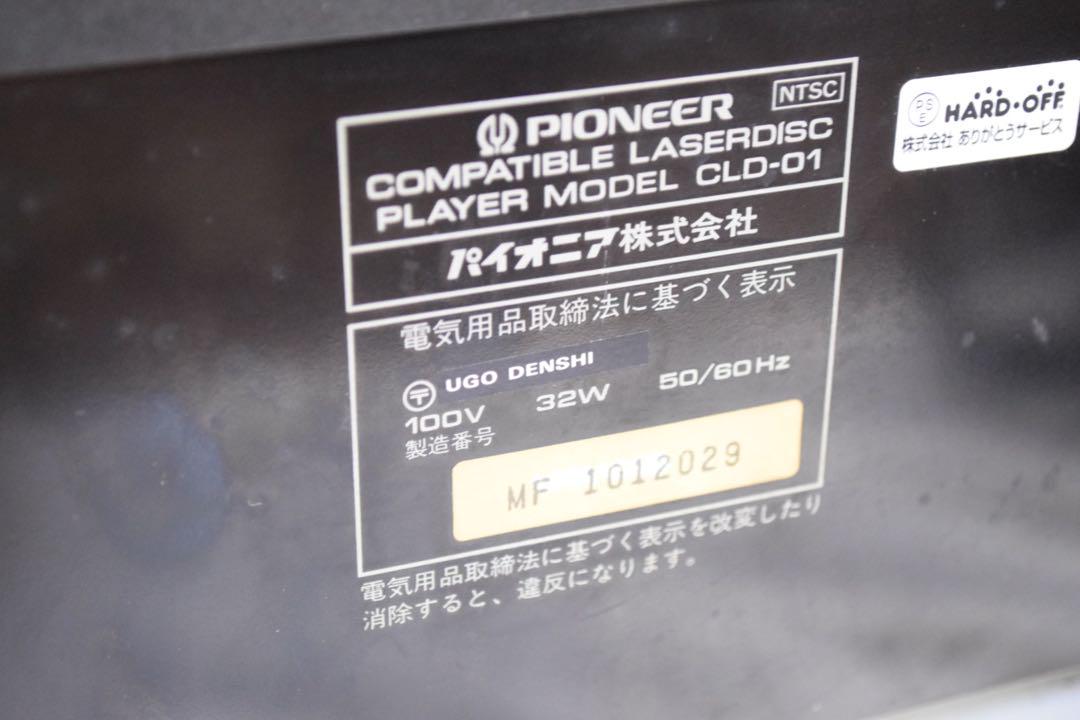 PIONEER
NTSC
COMPATIBLE LASERDISC
PLAYER MODEL CLD-01
パイオニア株式会社
電気用品取締法に基づく表示
〒 UGO DENSHI
100V 32W 50/60Hz
製造番号
MF 1012029
電気用品取締法に基づく表示を改変したり
消除すると、違反になります。
PSE HARD・OFF
株式会社 ありがとうサービス